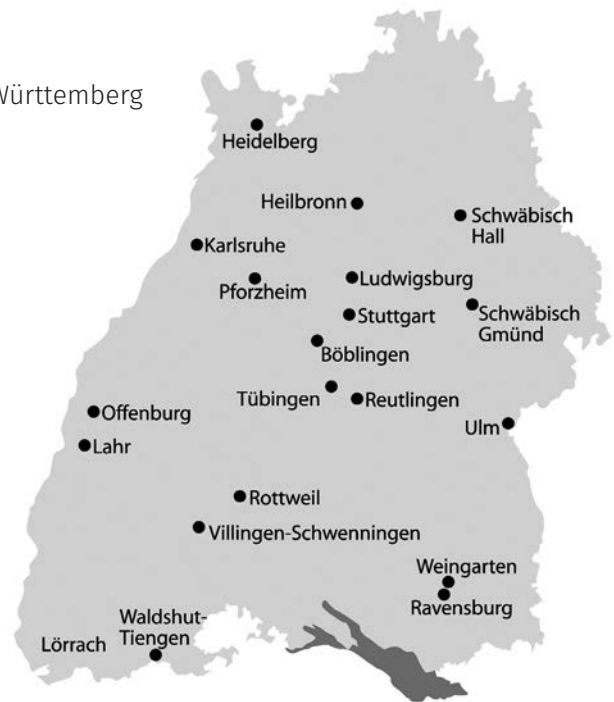 Württemberg
Heidelberg
Heilbronn
Schwäbisch
Hall
Karlsruhe
Pforzheim
Ludwigsburg
Stuttgart
Schwäbisch
Gmünd
Böblingen
Tübingen
Reutlingen
Offenburg
Ulm
Lahr
Rottweil
Villingen-Schwenningen
Weingarten
Ravensburg
Waldshut-
Tiengen
Lörrach